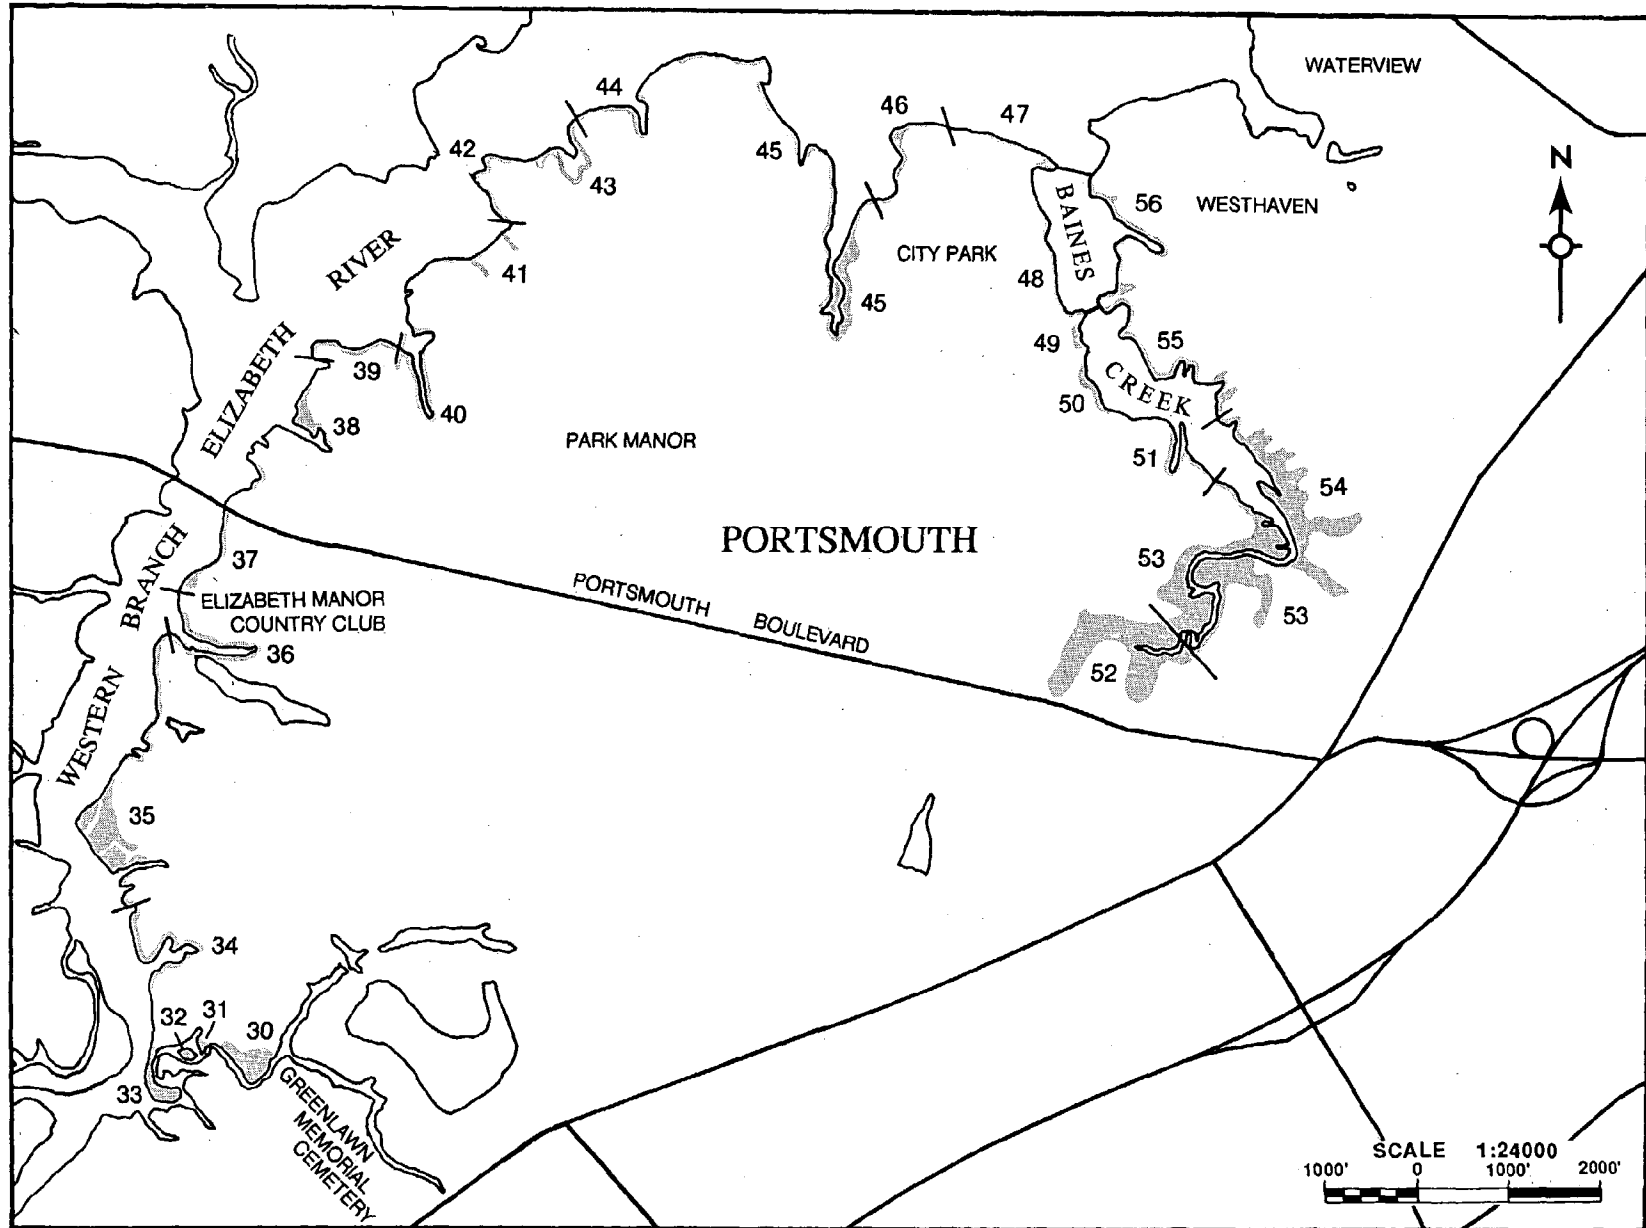 WATERVIEW
44
46
47
42
45
43
N
BAINES
56
WESTHAVEN
RIVER
41
CITY PARK
48
45
49
55
ELIZABETH
39
CREEK
40
50
38
PARK MANOR
51
54
PORTSMOUTH
BRANCH
37
53
PORTSMOUTH BOULEVARD
ELIZABETH MANOR
COUNTRY CLUB
53
36
52
WESTERN
35
34
31
32
30
33
GREENLAWN
MEMORIAL
CEMETERY
SCALE 1:24000
1000' 0 1000' 2000'